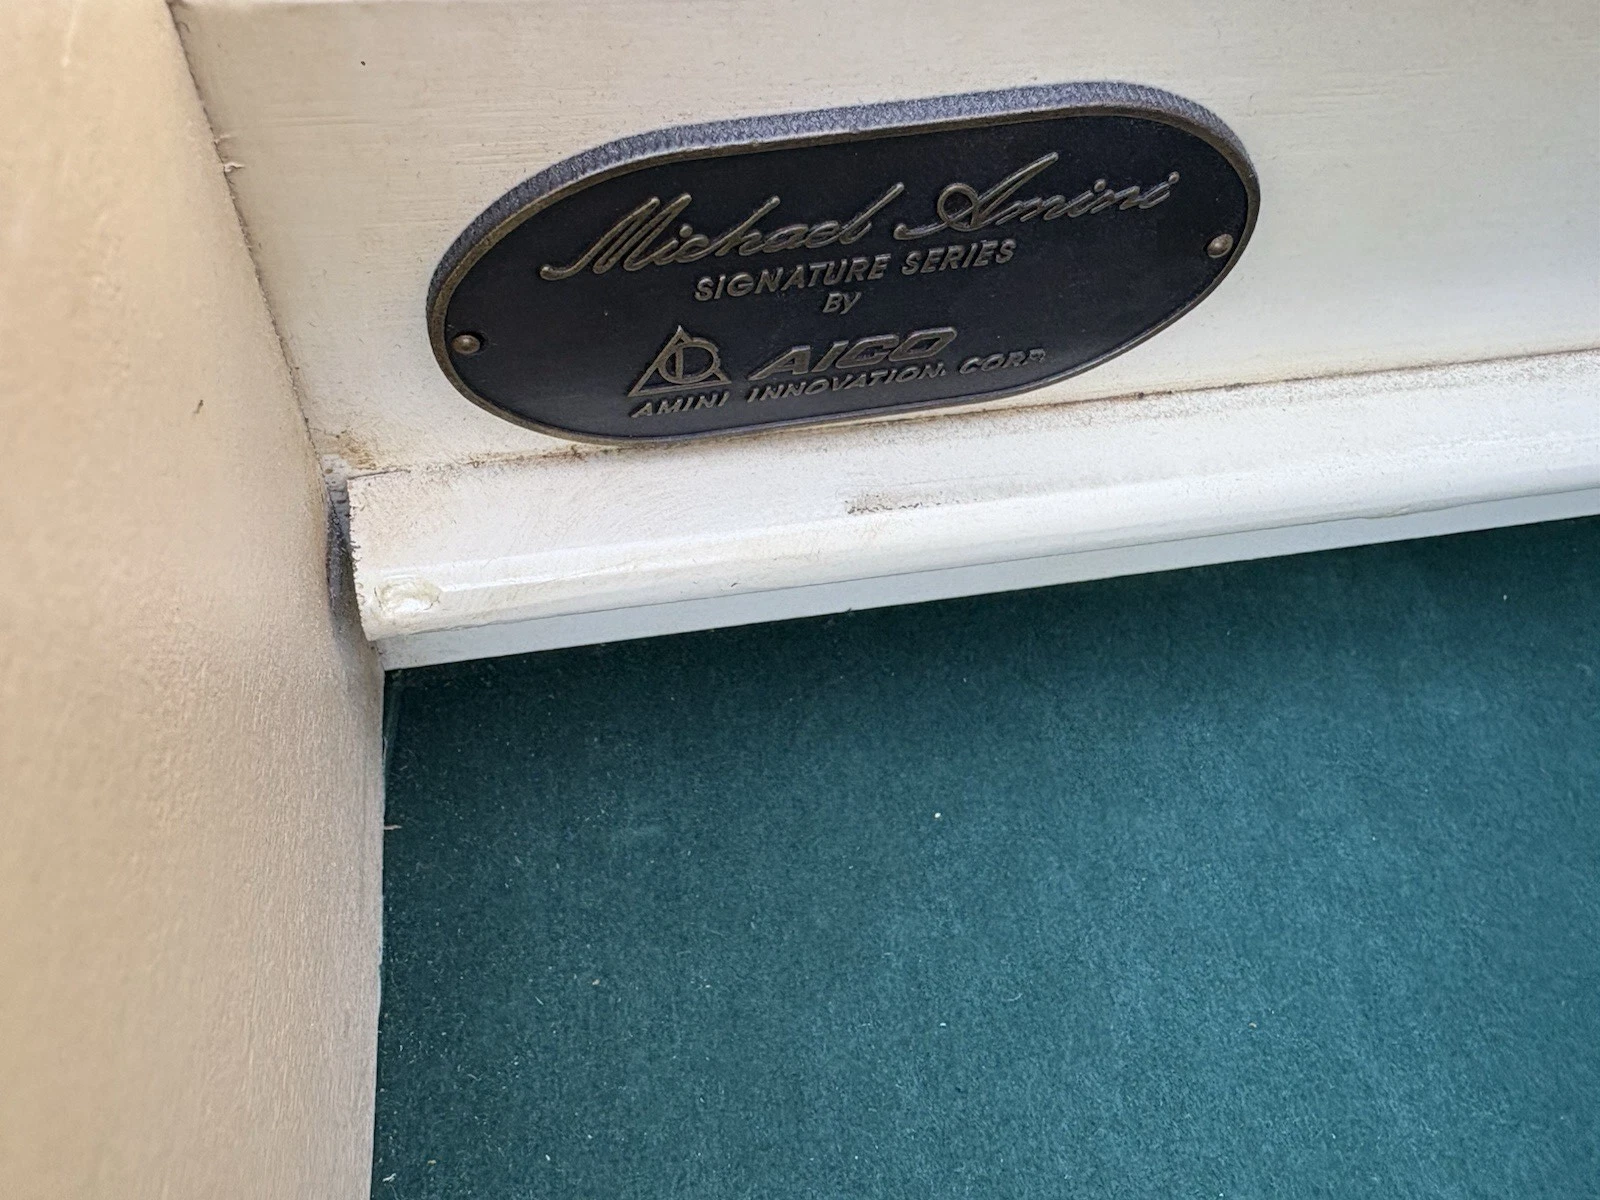 Michael Amini
SIGNATURE SERIES
By
AICO
AMINI INNOVATION CORP.